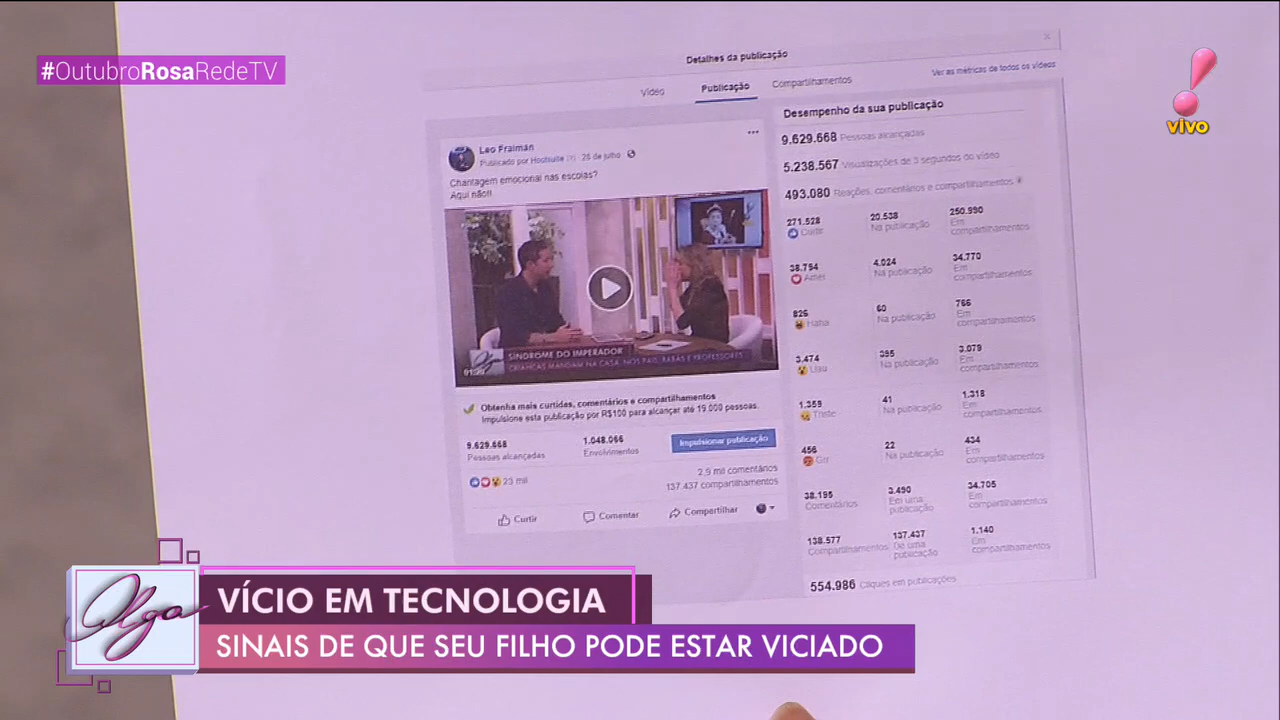 #OutubroRosaRedeTV
vivo
Detalhes da publicação
Vídeo Publicação Compartilhamentos Ver as métricas de todos os vídeos
Leo Fraiman
Publicado por Hootsuite [?] · 28 de julho ·
Chantagem emocional nas escolas?
Aqui não!!
SÍNDROME DO IMPERADOR
CRIANÇAS MANDAM NA CASA, NOS PAIS, BABÁS E PROFESSORES
Obtenha mais curtidas, comentários e compartilhamentos
Impulsione esta publicação por R$100 para alcançar até 19.000 pessoas.
9.629.668 1.048.066 Impulsionar publicação
Pessoas alcançadas Envolvimentos
23 mil 2,9 mil comentários
137.437 compartilhamentos
Curtir Comentar Compartilhar
Desempenho da sua publicação
9.629.668 Pessoas alcançadas
5.238.567 Visualizações de 3 segundos do vídeo
493.080 Reações, comentários e compartilhamentos
271.528 20.538 250.990
Curtir Na publicação Em compartilhamentos
38.794 4.024 34.770
Amei Na publicação Em compartilhamentos
826 60 766
Haha Na publicação Em compartilhamentos
3.474 395 3.079
Uau Na publicação Em compartilhamentos
1.359 41 1.318
Triste Na publicação Em compartilhamentos
456 22 434
Grr Na publicação Em compartilhamentos
38.195 3.490 34.705
Comentários Em uma publicação Em compartilhamentos
138.577 137.437 1.140
Compartilhamentos De uma publicação Em compartilhamentos
554.986 Cliques em publicações
Olga
VÍCIO EM TECNOLOGIA
SINAIS DE QUE SEU FILHO PODE ESTAR VICIADO